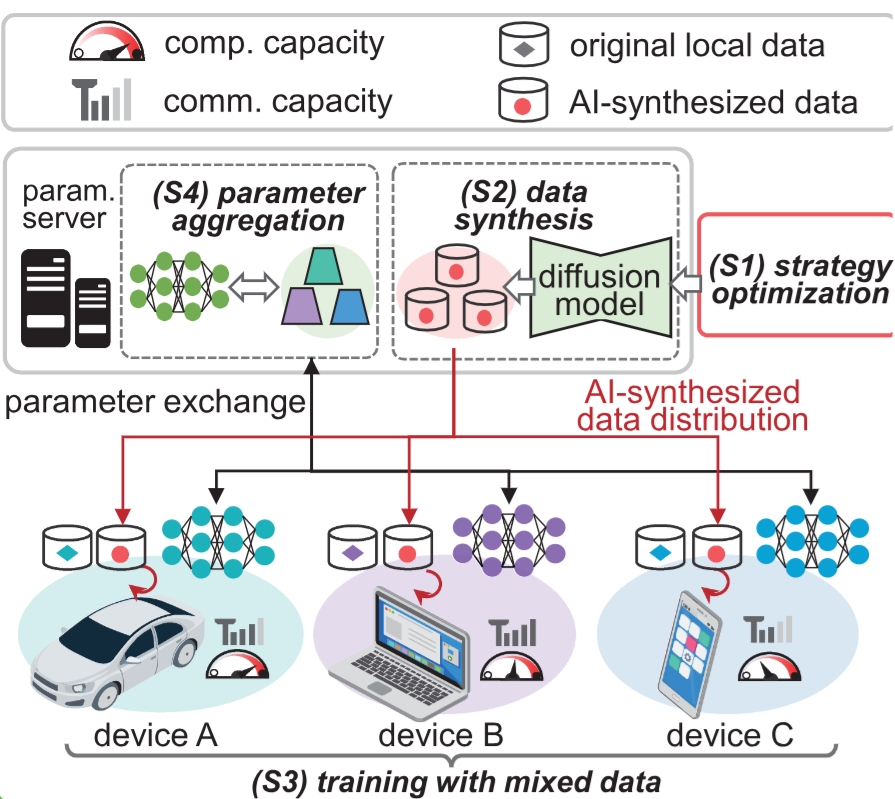 comp. capacity
original local data
comm. capacity
AI-synthesized data
param.
server
(S4) parameter
aggregation
(S2) data
synthesis
diffusion
model
(S1) strategy
optimization
parameter exchange
AI-synthesized
data distribution
device A
device B
device C
(S3) training with mixed data